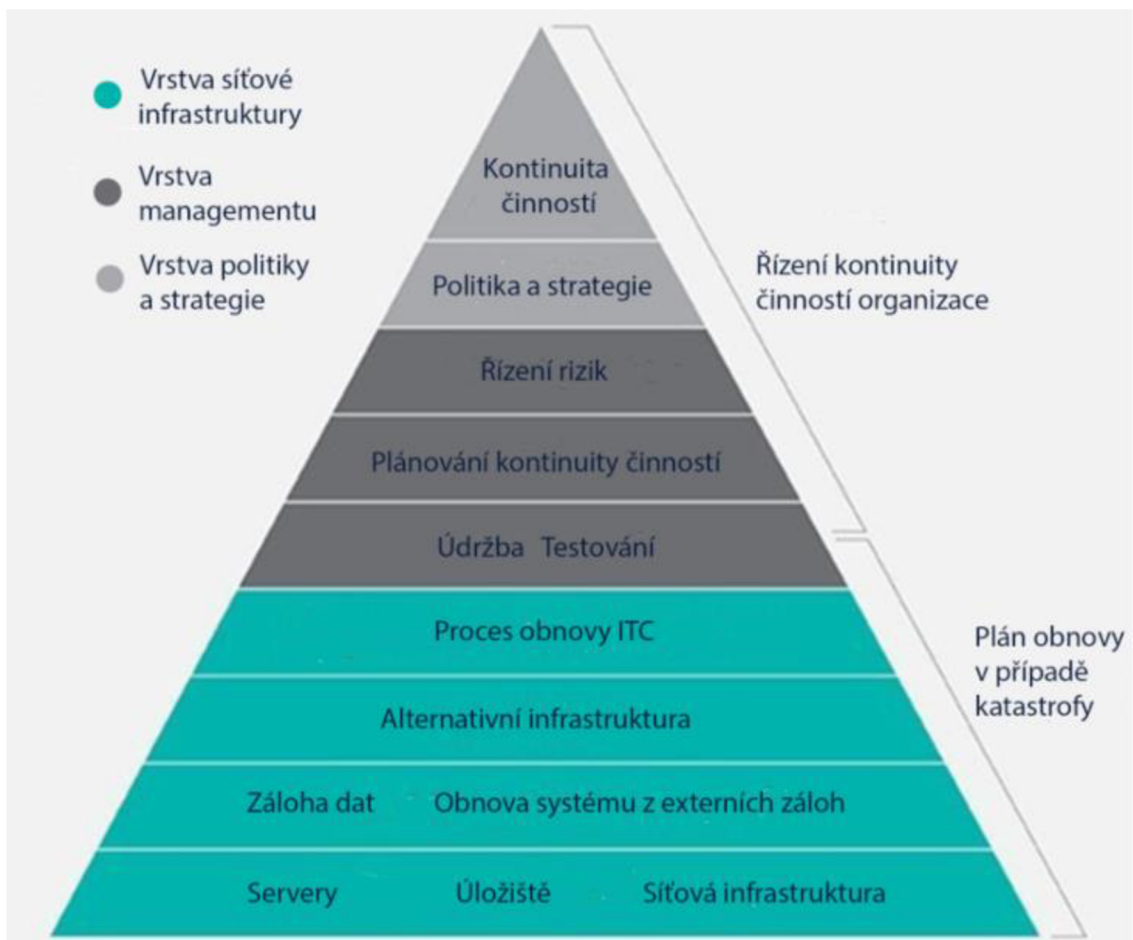 Vrstva síťové
infrastruktury
Vrstva
managementu
Vrstva politiky
a strategie
Kontinuita
činností
Politika a strategie
Řízení rizik
Plánování kontinuity činností
Údržba Testování
Proces obnovy ITC
Alternativní infrastruktura
Záloha dat Obnova systému z externích záloh
Servery Úložiště Síťová infrastruktura
Řízení kontinuity
činností organizace
Plán obnovy
v případě
katastrofy